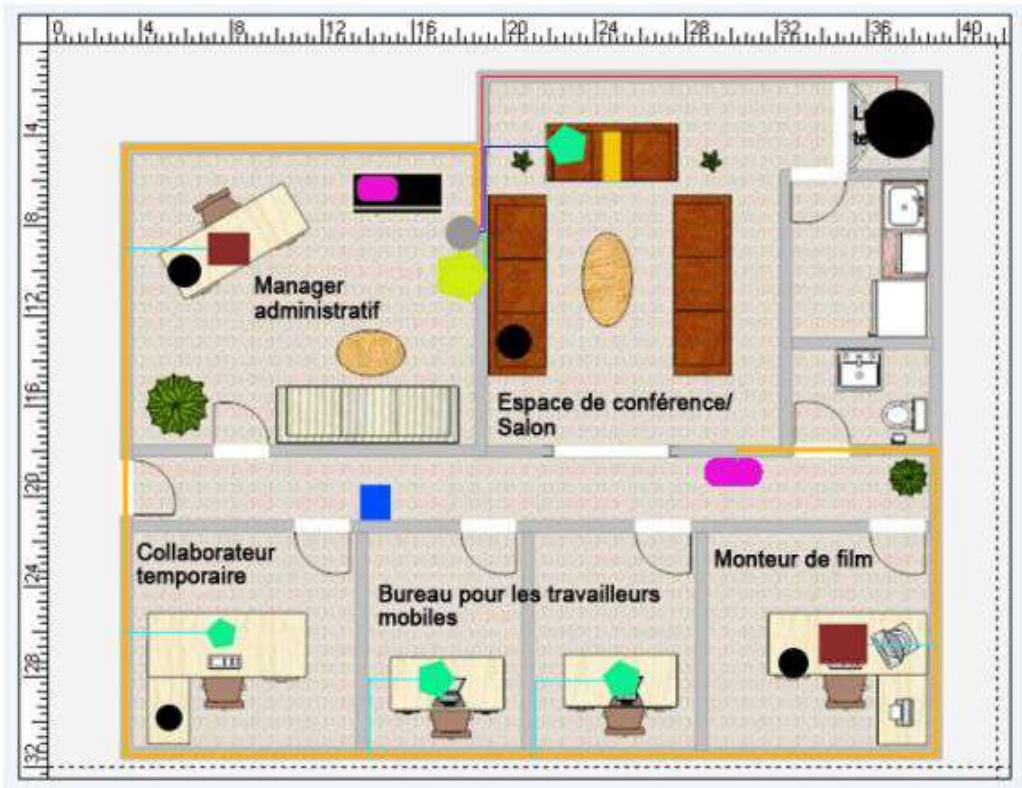 0 4 8 12 16 20 24 28 32 36 40
4
8
12
16
20
24
28
32
Manager
administratif
Espace de conférence/
Salon
Collaborateur
temporaire
Bureau pour les travailleurs
mobiles
Monteur de film